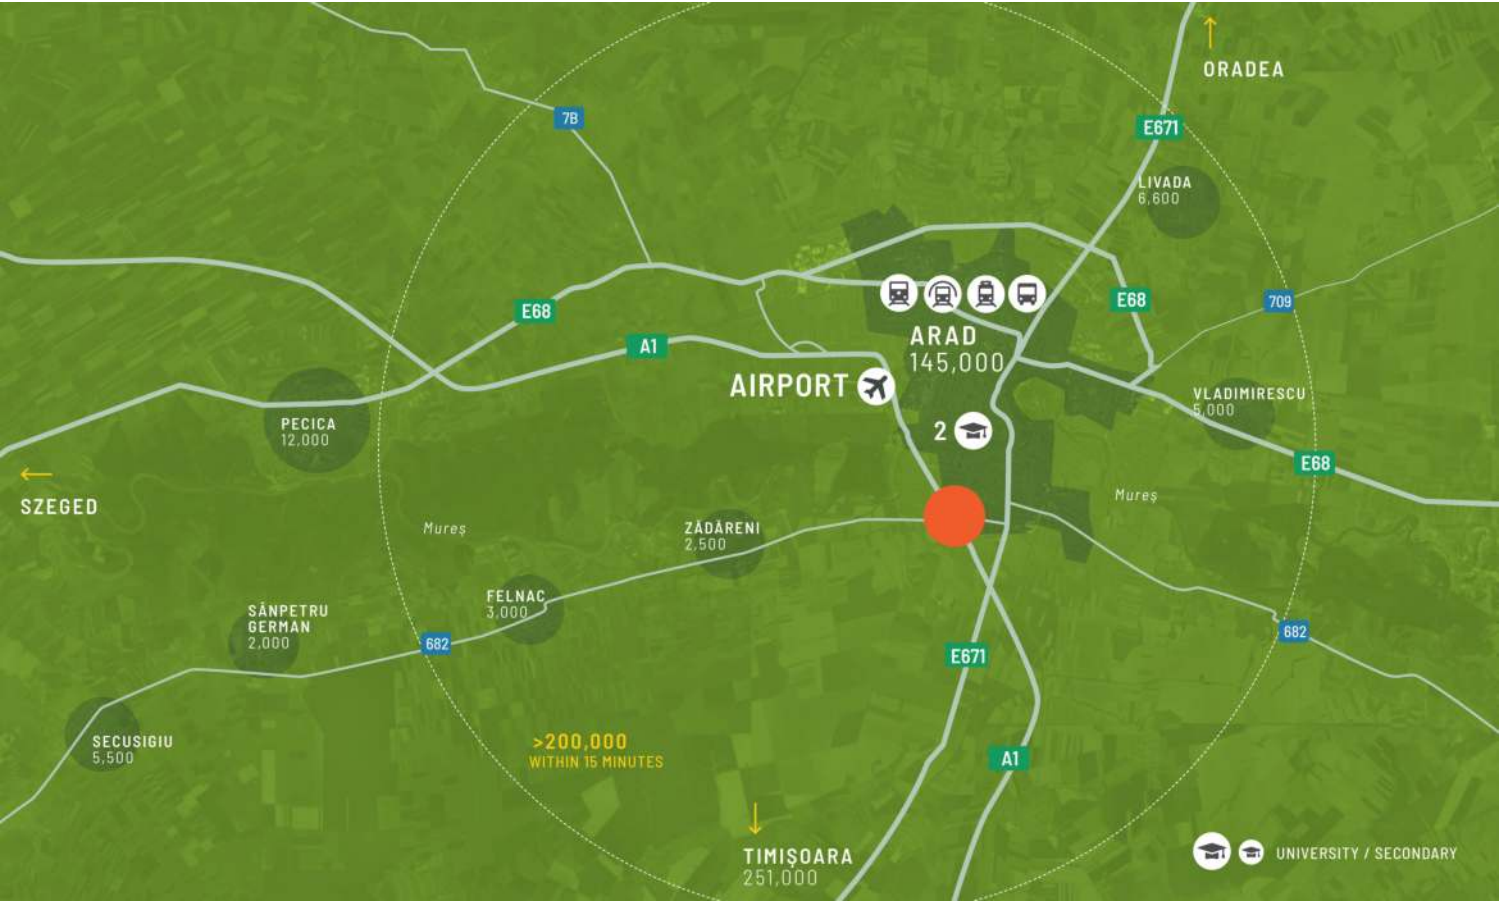 ORADEA
7B
E671
LIVADA
6,600
E68
E68
709
A1
ARAD
145,000
AIRPORT
VLADIMIRESCU
5,000
PECICA
12,000
2
E68
SZEGED
Mureș
Mureș
ZĂDĂRENI
2,500
FELNAC
3,000
SÂNPETRU
GERMAN
2,000
682
682
E671
SECUSIGIU
5,500
>200,000
WITHIN 15 MINUTES
A1
TIMIȘOARA
251,000
UNIVERSITY / SECONDARY